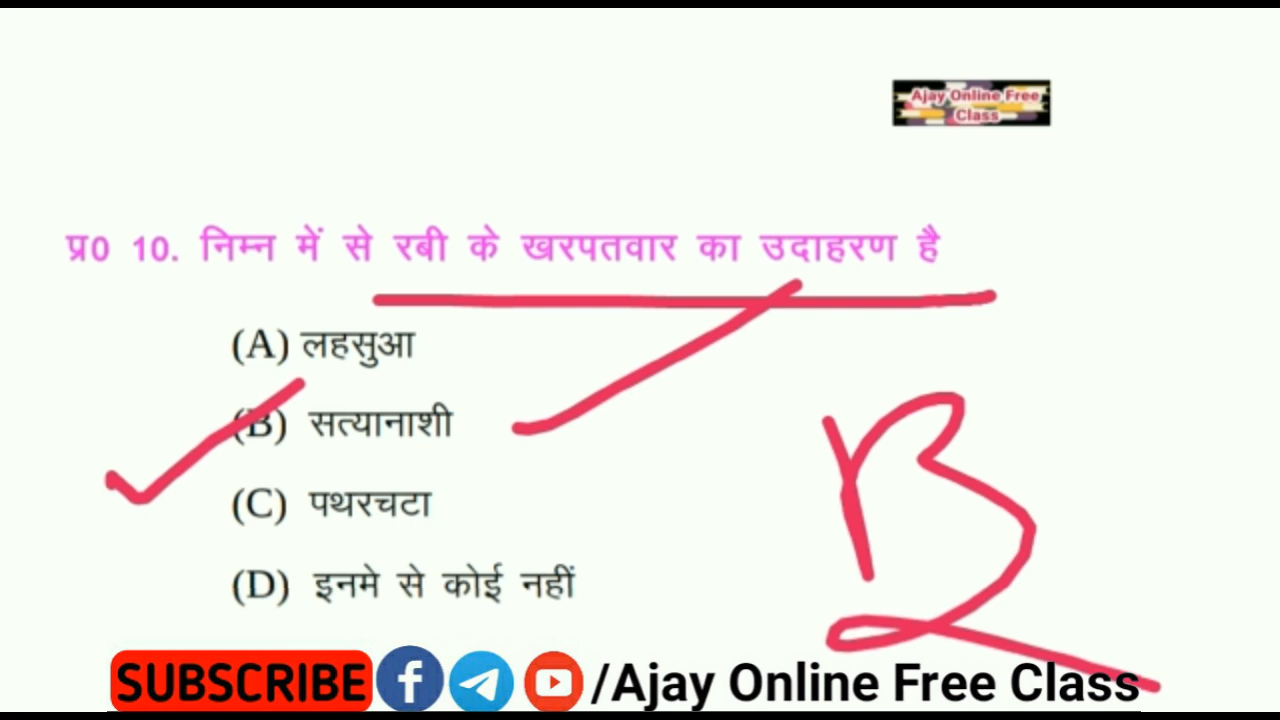 Ajay Online Free
Class
प्र0 10. निम्न में से रबी के खरपतवार का उदाहरण है
(A) लहसुआ
(B) सत्यानाशी
(C) पथरचटा
(D) इनमे से कोई नहीं
B
SUBSCRIBE /Ajay Online Free Class